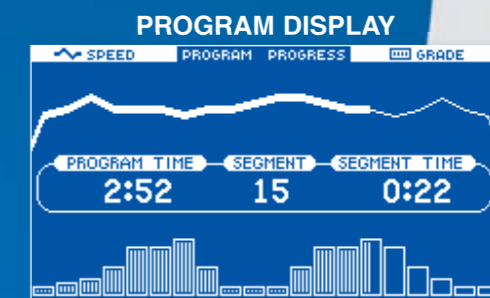 PROGRAM DISPLAY
SPEED PROGRAM PROGRESS GRADE
PROGRAM TIME SEGMENT SEGMENT TIME
2:52 15 0:22